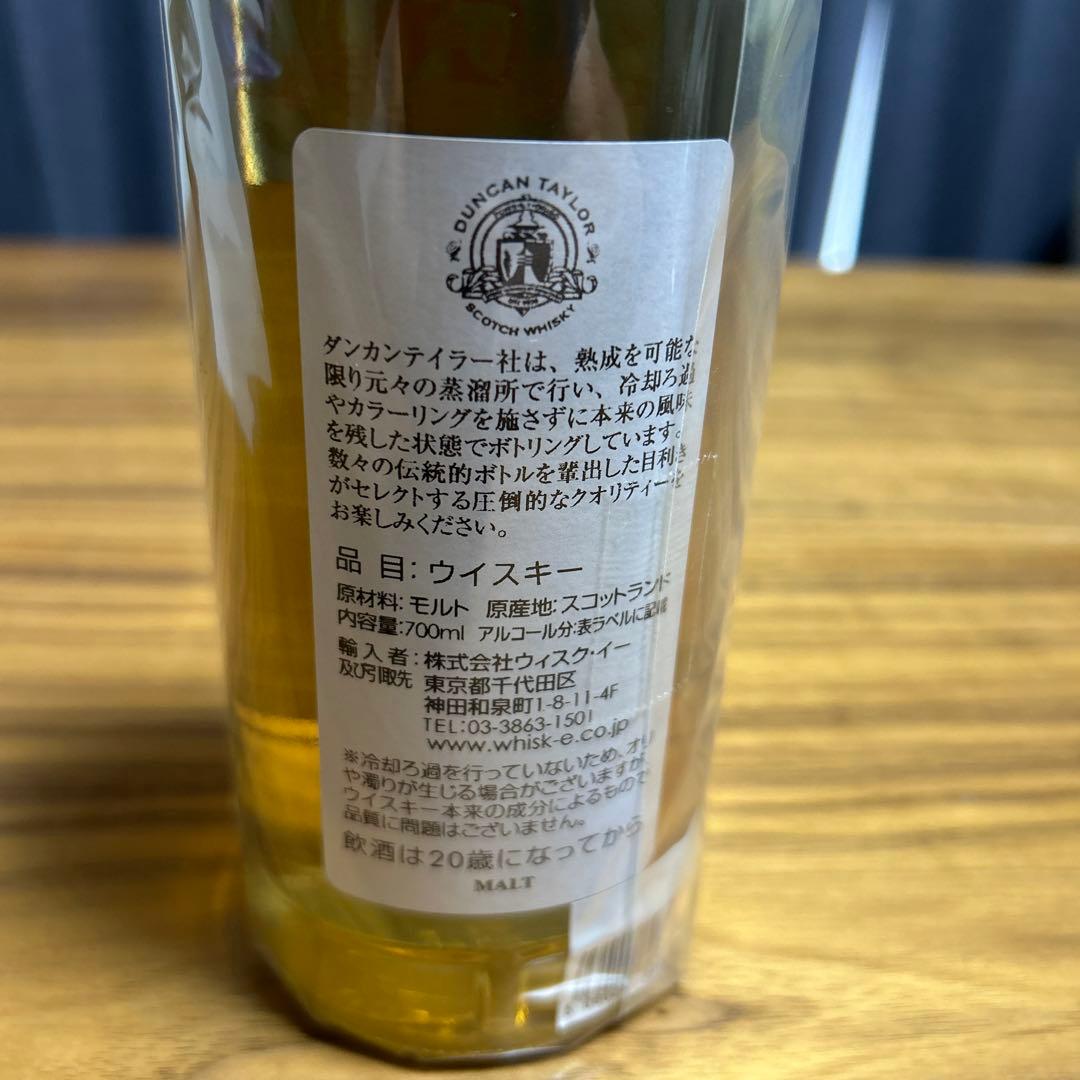 DUNCAN TAYLOR
SCOTCH WHISKY
ダンカンテイラー社は、熟成を可能な
限り元々の蒸溜所で行い、冷却ろ過
やカラーリングを施さずに本来の風味
を残した状態でボトリングしています。
数々の伝統的ボトルを輩出した目利き
がセレクトする圧倒的なクオリティーを
お楽しみください。
品 目：ウイスキー
原材料：モルト 原産地：スコットランド
内容量：700ml アルコール分：表ラベルに記載
輸入者：株式会社ウィスク・イー
及び引取先 東京都千代田区
神田和泉町1-8-11-4F
TEL：03-3863-1501
www.whisk-e.co.jp
※冷却ろ過を行っていないため、オリ
や濁りが生じる場合がございますが、
ウイスキー本来の成分によるもので
品質に問題はございません。
飲酒は20歳になってから
MALT